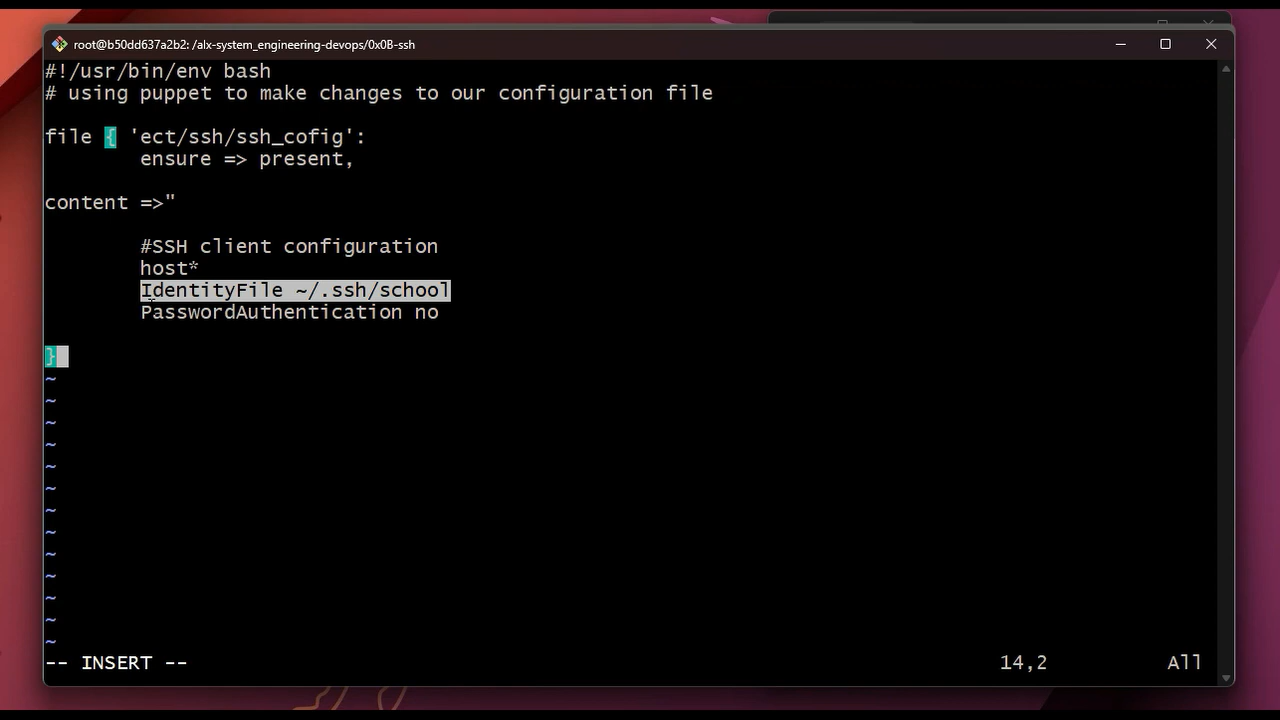 root@b50dd637a2b2: /alx-system_engineering-devops/0x0B-ssh
#!/usr/bin/env bash
# using puppet to make changes to our configuration file
file { 'ect/ssh/ssh_cofig':
ensure => present,
content =>"
#SSH client configuration
host*
IdentityFile ~/.ssh/school
PasswordAuthentication no
}
~
~
~
~
~
~
~
~
~
~
~
~
~
-- INSERT -- 14,2 All